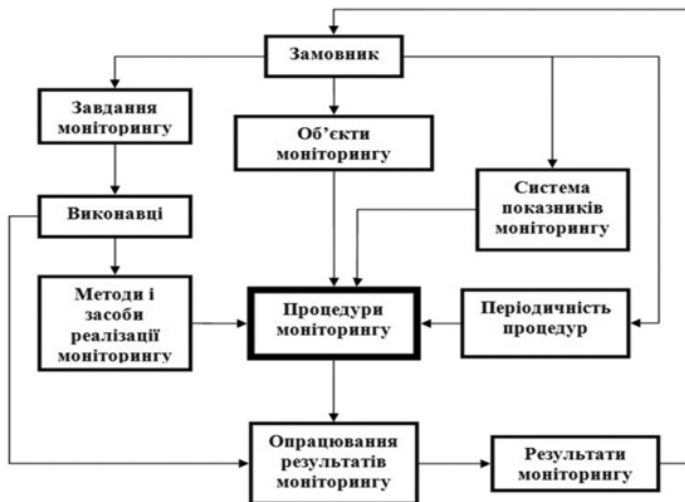 Замовник
Завдання
моніторингу
Об’єкти
моніторингу
Система
показників
моніторингу
Виконавці
Методи і
засоби
реалізації
моніторингу
Процедури
моніторингу
Періодичність
процедур
Опрацювання
результатів
моніторингу
Результати
моніторингу